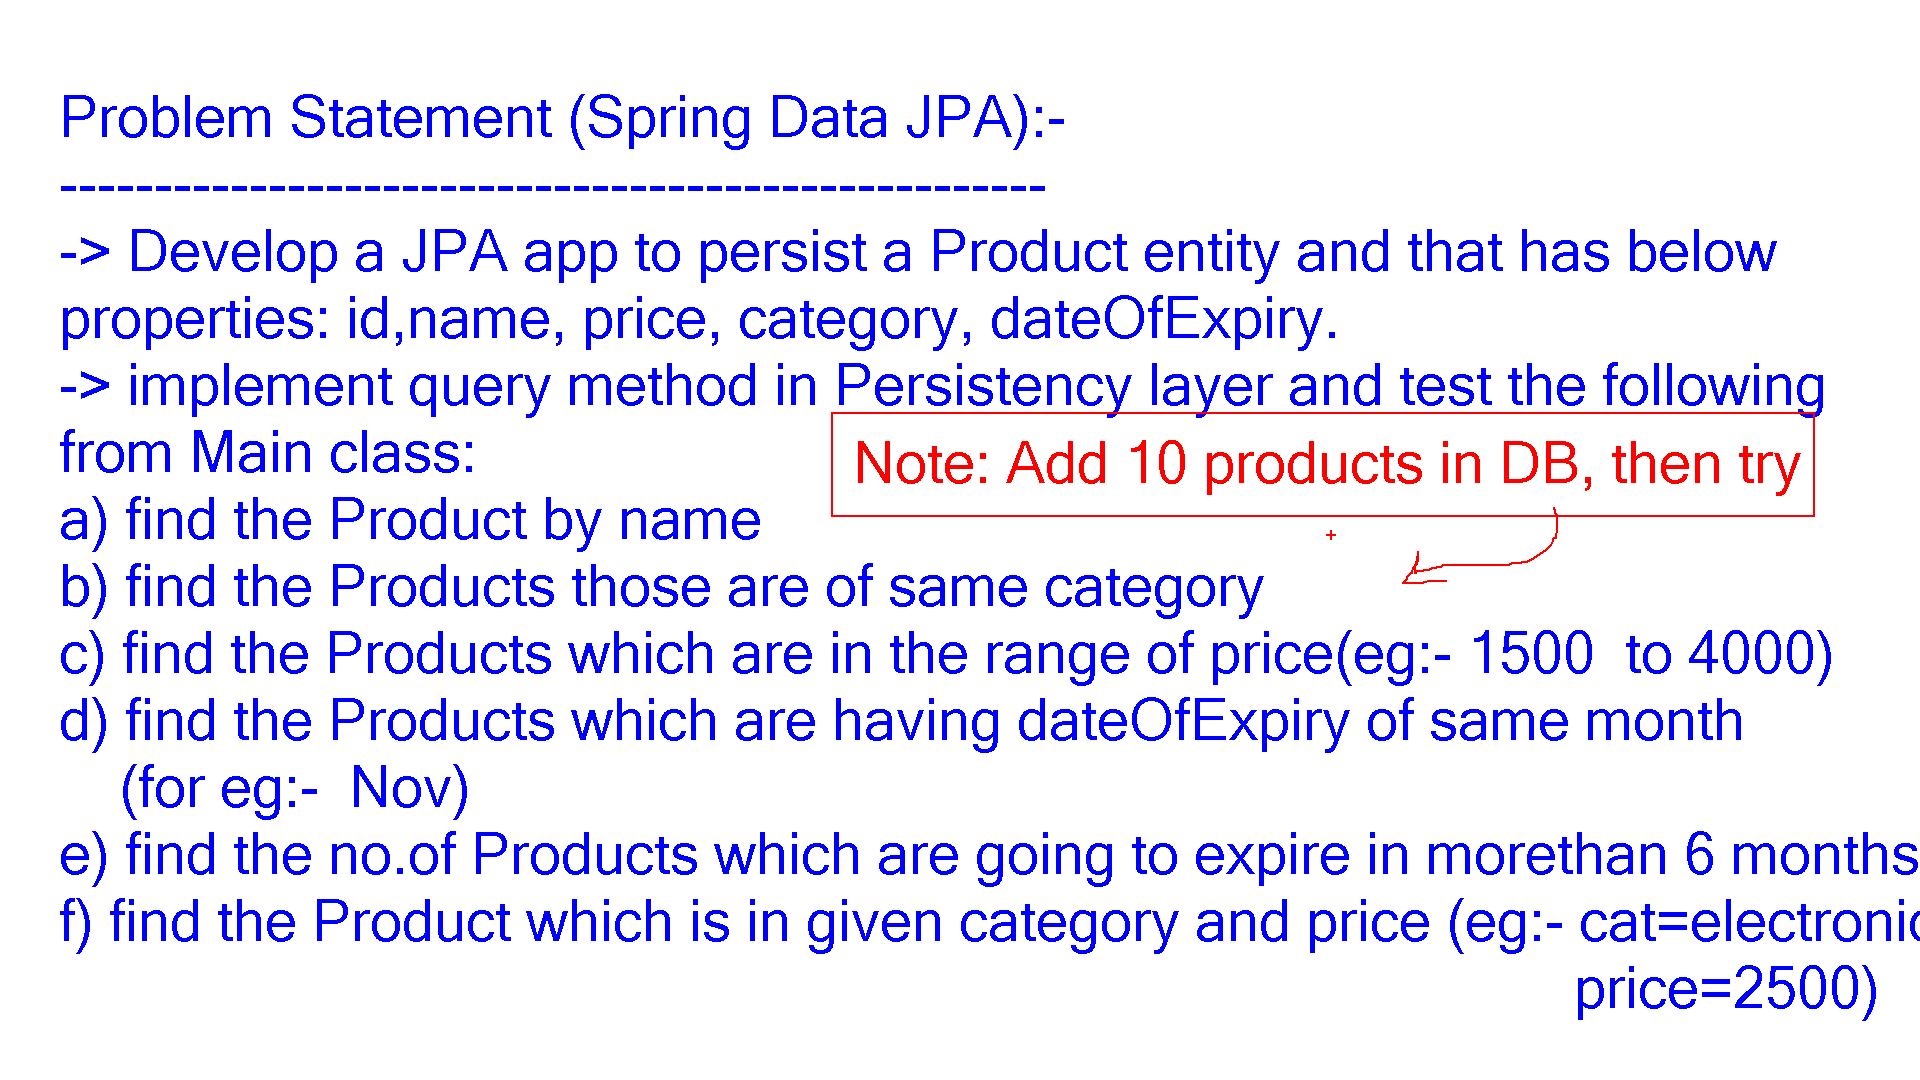 Problem Statement (Spring Data JPA):-
----------------------------------------------------
-> Develop a JPA app to persist a Product entity and that has below
properties: id,name, price, category, dateOfExpiry.
-> implement query method in Persistency layer and test the following
from Main class:
Note: Add 10 products in DB, then try
a) find the Product by name
b) find the Products those are of same category
c) find the Products which are in the range of price(eg:- 1500  to 4000)
d) find the Products which are having dateOfExpiry of same month
(for eg:-  Nov)
e) find the no.of Products which are going to expire in morethan 6 months
f) find the Product which is in given category and price (eg:- cat=electronic
price=2500)